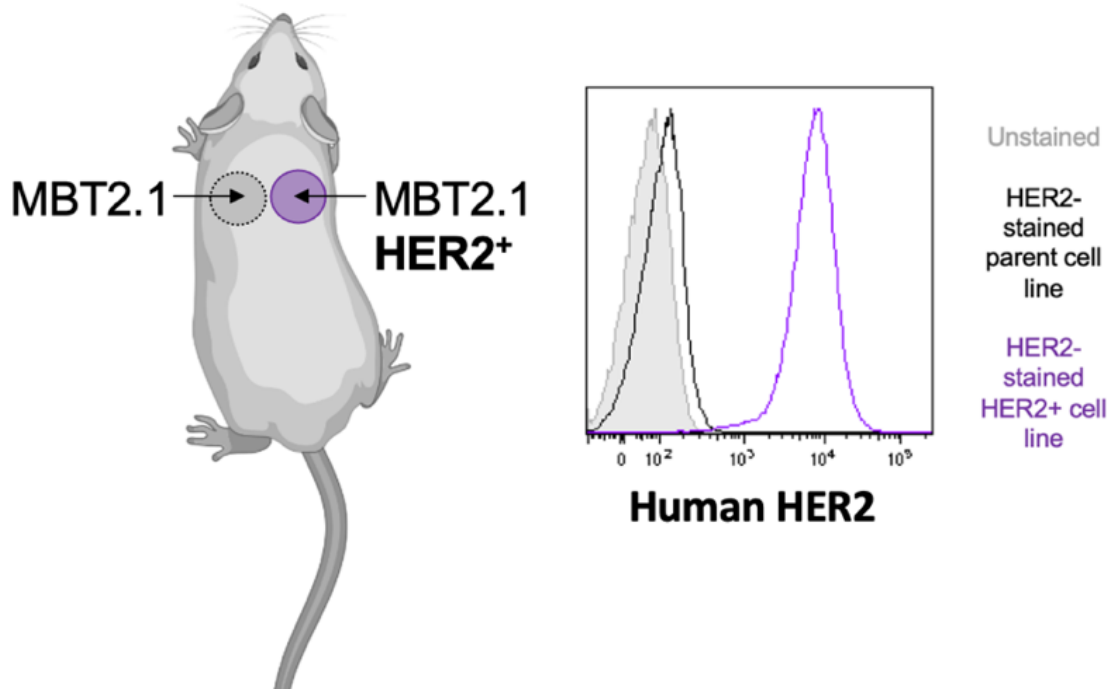 MBT2.1
MBT2.1
HER2⁺
0 10² 10³ 10⁴ 10⁵
Human HER2
Unstained
HER2-
stained
parent cell
line
HER2-
stained
HER2+ cell
line